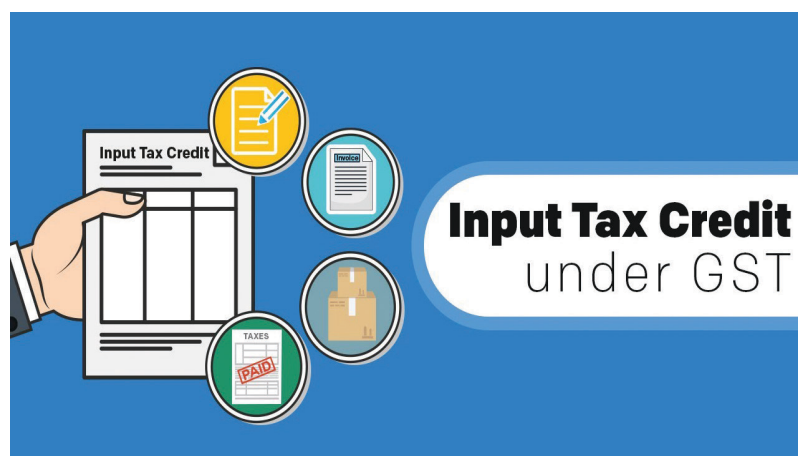 Input Tax Credit
Invoice
TAXES
PAID
Input Tax Credit
under GST